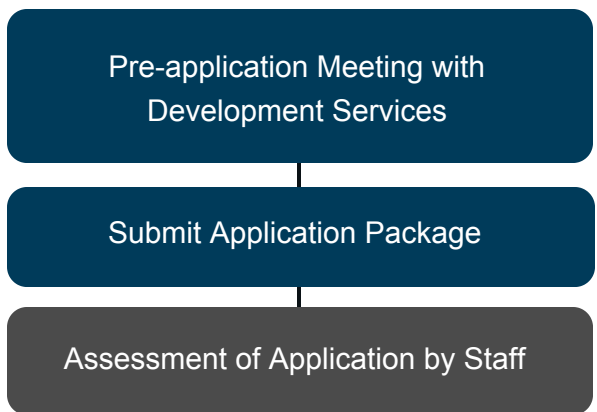 Pre-application Meeting with
Development Services
Submit Application Package
Assessment of Application by Staff